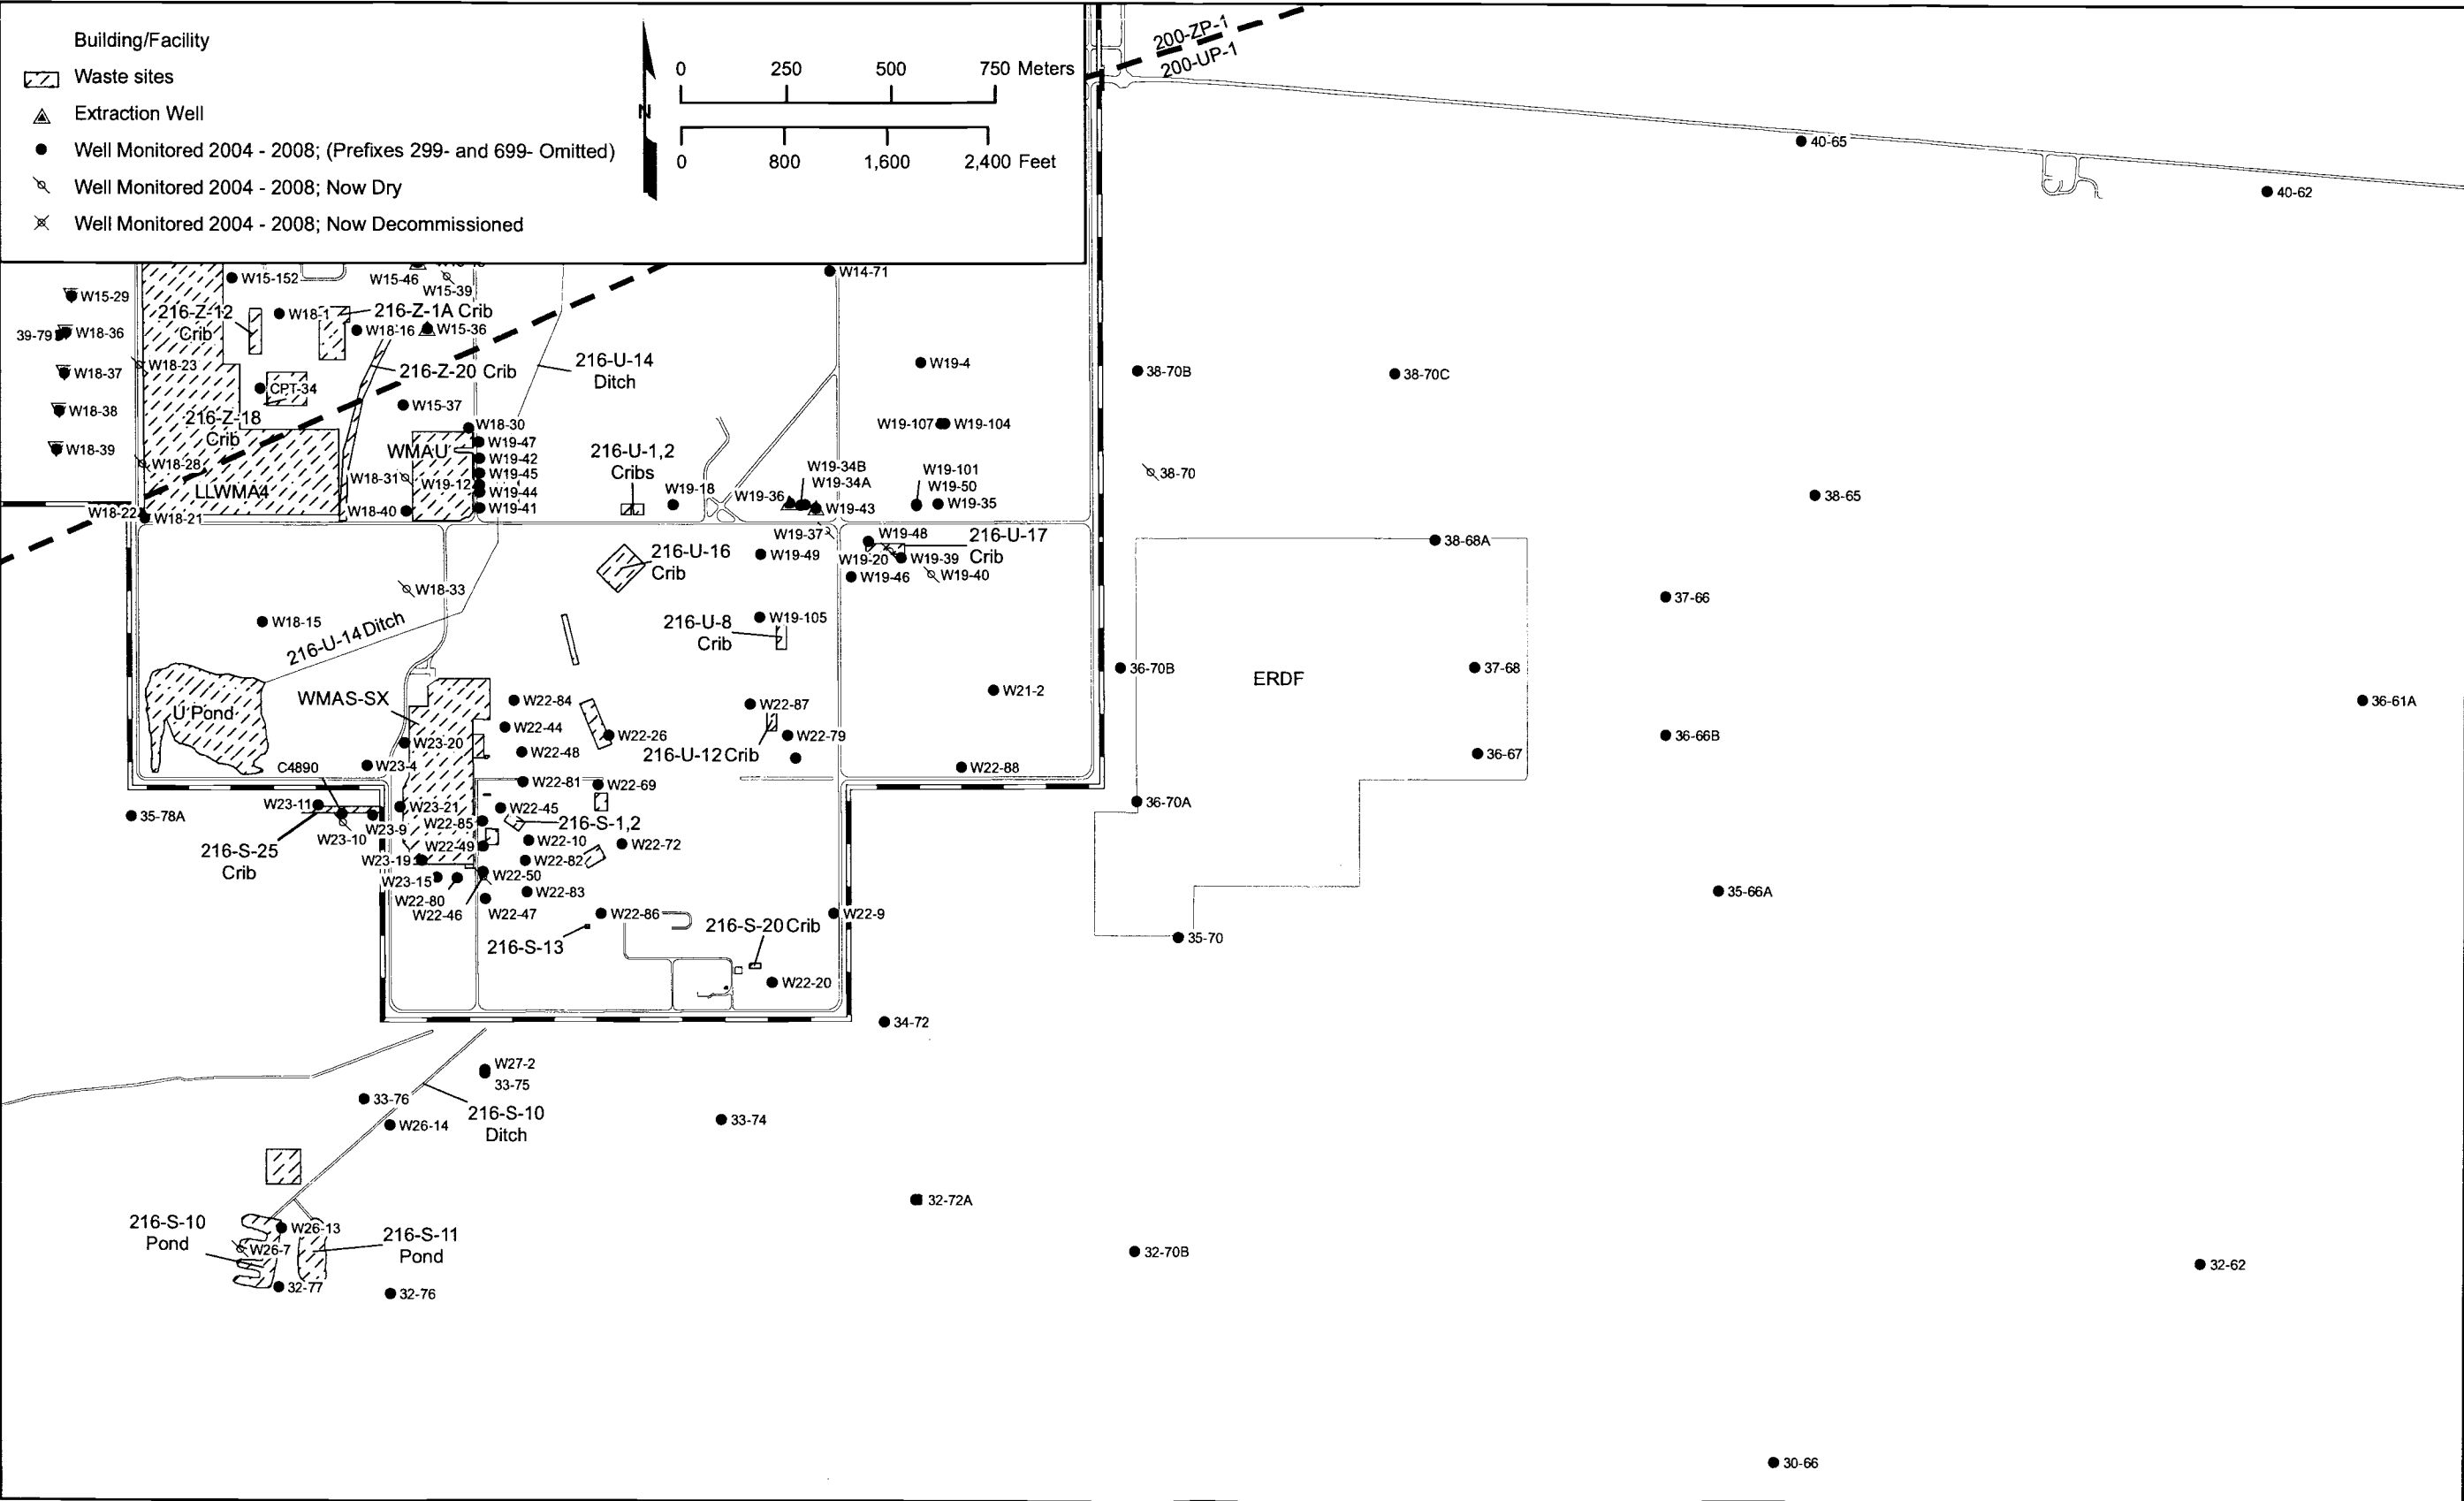 Building/Facility
Waste sites
Extraction Well
Well Monitored 2004 - 2008; (Prefixes 299- and 699- Omitted)
Well Monitored 2004 - 2008; Now Dry
Well Monitored 2004 - 2008; Now Decommissioned
N
0 250 500 750 Meters
0 800 1,600 2,400 Feet
200-ZP-1
200-UP-1
40-65
40-62
W15-152
W15-46
W15-39
W14-71
W15-29
216-Z-12
Crib
W18-1
216-Z-1A Crib
W18-16
W15-36
39-79
W18-36
W18-37
W18-23
W18-38
W18-39
CPT-34
216-Z-20 Crib
216-U-14
Ditch
W19-4
38-70B
38-70C
216-Z-18
Crib
W15-37
W18-30
W19-47
WMAU
W19-42
W19-45
W18-31
W19-12
W19-44
W18-40
W19-41
W18-28
LLWMA4
W18-22
W18-21
216-U-1,2
Cribs
W19-18
W19-107
W19-104
W19-34B
W19-34A
W19-36
W19-43
W19-101
W19-50
W19-35
38-70
38-65
W19-37
W19-48
216-U-17
Crib
W19-20
W19-39
W19-49
W19-46
W19-40
38-68A
216-U-16
Crib
W18-33
37-66
W18-15
216-U-14 Ditch
216-U-8
Crib
W19-105
36-70B
ERDF
37-68
WMAS-SX
U Pond
W22-84
W22-87
W21-2
36-61A
W22-44
W22-26
W22-79
W23-20
W22-48
216-U-12 Crib
36-66B
36-67
W23-4
C4890
W22-88
W22-81
W22-69
36-70A
W23-11
W23-21
W22-45
35-78A
W23-9
W23-10
W22-85
216-S-1,2
216-S-25
Crib
W22-49
W22-10
W22-72
W23-19
W22-82
W23-15
W22-50
W22-80
W22-83
W22-46
W22-47
W22-86
35-66A
W22-9
216-S-13
216-S-20 Crib
35-70
W22-20
34-72
W27-2
33-75
33-76
216-S-10
Ditch
W26-14
33-74
32-72A
216-S-10
Pond
W26-13
W26-7
216-S-11
Pond
32-77
32-76
32-70B
32-62
30-66